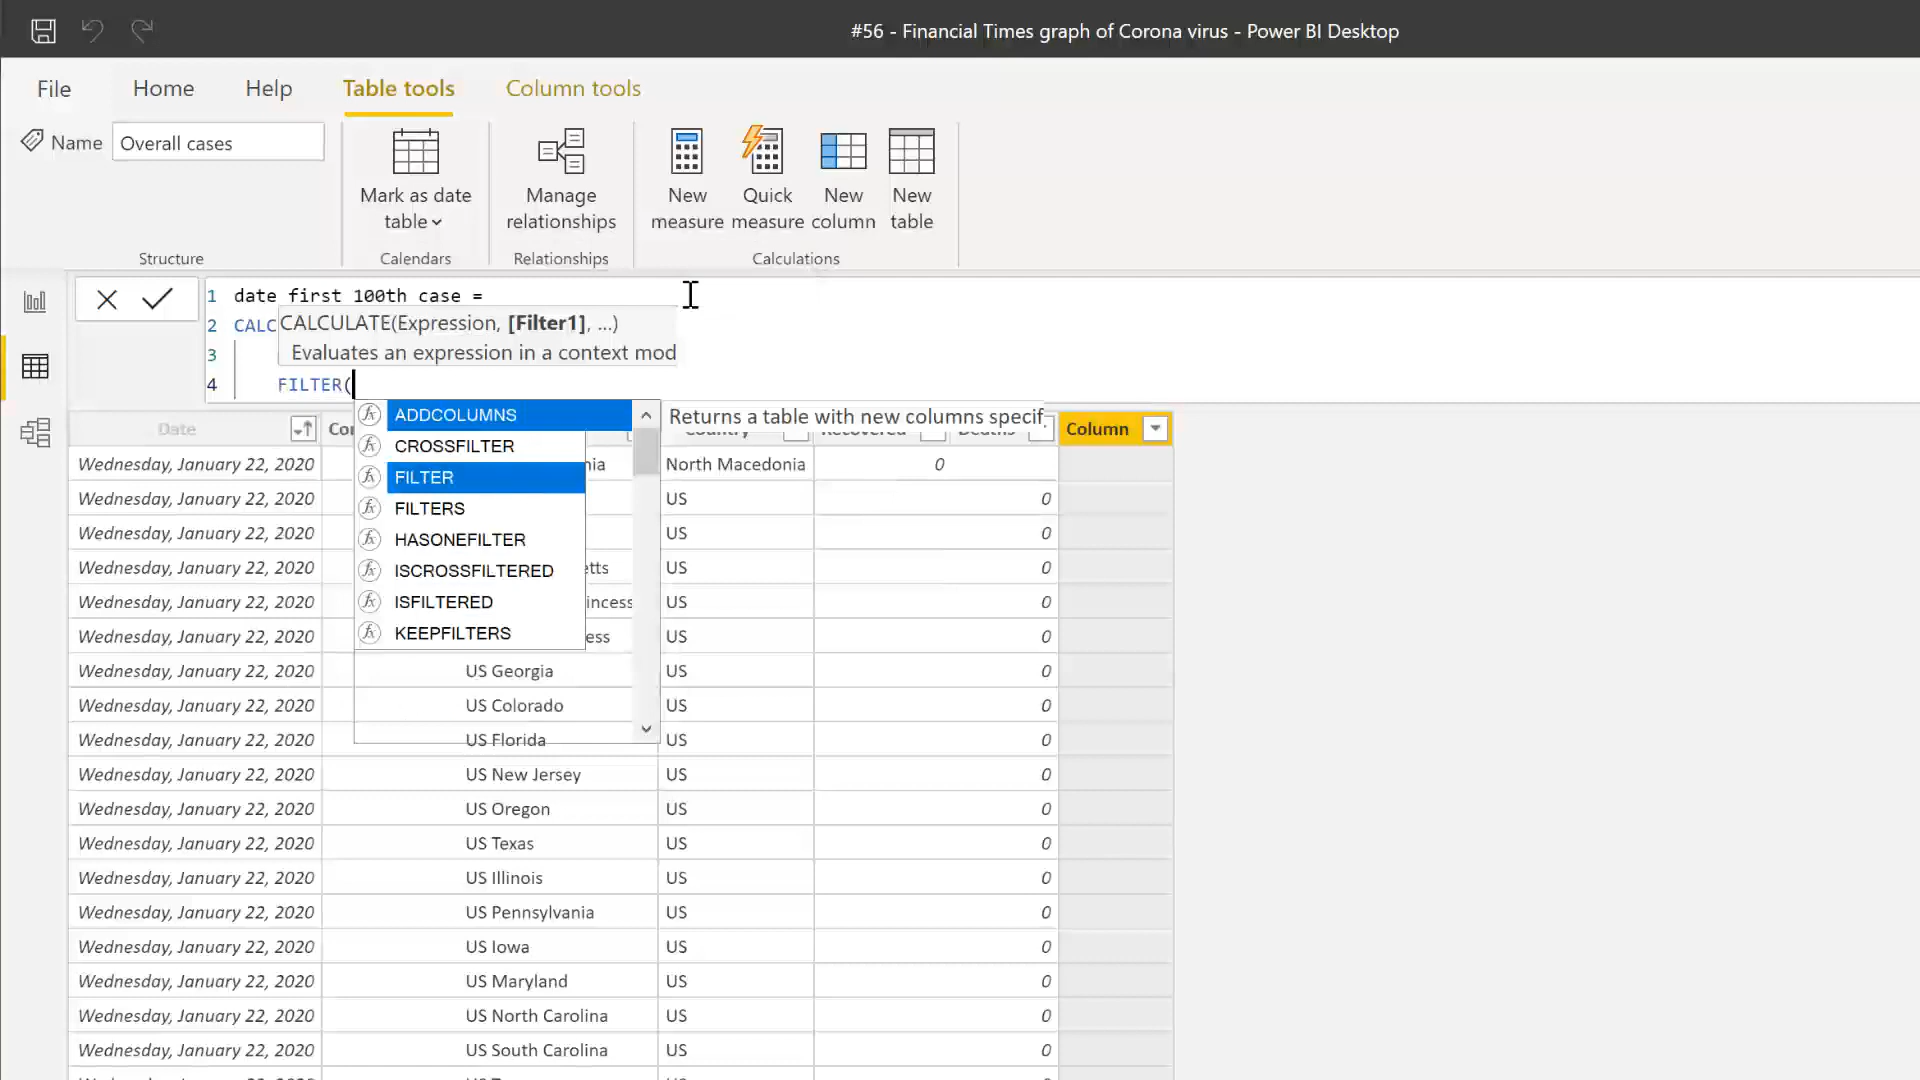 #56 - Financial Times graph of Corona virus - Power BI Desktop
File Home Help Table tools Column tools
Name Overall cases
Mark as date table
Manage relationships
New measure
Quick measure
New column
New table
Structure Calendars Relationships Calculations
1 date first 100th case =
2 CALC
CALCULATE(Expression, [Filter1], ...)
Evaluates an expression in a context mod
3
4 FILTER(
ADDCOLUMNS
Returns a table with new columns specif
CROSSFILTER
FILTER
FILTERS
HASONEFILTER
ISCROSSFILTERED
ISFILTERED
KEEPFILTERS
Date Country Recovered Deaths Column
Wednesday, January 22, 2020 nia North Macedonia 0
Wednesday, January 22, 2020 US 0
Wednesday, January 22, 2020 US 0
Wednesday, January 22, 2020 etts US 0
Wednesday, January 22, 2020 incess US 0
Wednesday, January 22, 2020 ess US 0
Wednesday, January 22, 2020 US Georgia US 0
Wednesday, January 22, 2020 US Colorado US 0
Wednesday, January 22, 2020 US Florida US 0
Wednesday, January 22, 2020 US New Jersey US 0
Wednesday, January 22, 2020 US Oregon US 0
Wednesday, January 22, 2020 US Texas US 0
Wednesday, January 22, 2020 US Illinois US 0
Wednesday, January 22, 2020 US Pennsylvania US 0
Wednesday, January 22, 2020 US Iowa US 0
Wednesday, January 22, 2020 US Maryland US 0
Wednesday, January 22, 2020 US North Carolina US 0
Wednesday, January 22, 2020 US South Carolina US 0